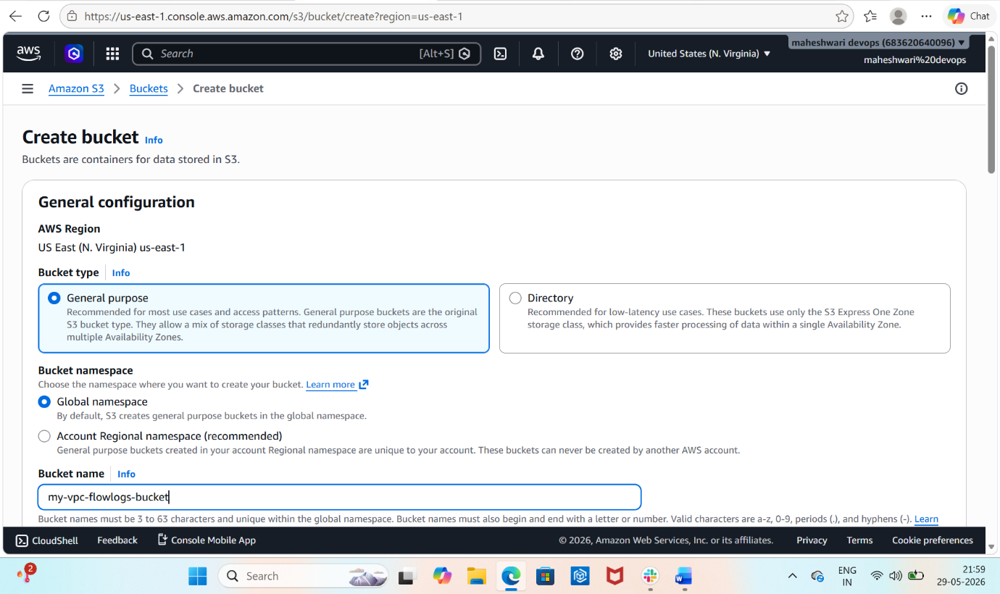 https://us-east-1.console.aws.amazon.com/s3/bucket/create?region=us-east-1
Chat
aws
Search
[Alt+S]
United States (N. Virginia) ▼
maheshwari devops (683620640096) ▼
maheshwari%20devops
Amazon S3 > Buckets > Create bucket
Create bucket Info
Buckets are containers for data stored in S3.
General configuration
AWS Region
US East (N. Virginia) us-east-1
Bucket type Info
General purpose
Recommended for most use cases and access patterns. General purpose buckets are the original
S3 bucket type. They allow a mix of storage classes that redundantly store objects across
multiple Availability Zones.
Directory
Recommended for low-latency use cases. These buckets use only the S3 Express One Zone
storage class, which provides faster processing of data within a single Availability Zone.
Bucket namespace
Choose the namespace where you want to create your bucket. Learn more
Global namespace
By default, S3 creates general purpose buckets in the global namespace.
Account Regional namespace (recommended)
General purpose buckets created in your account Regional namespace are unique to your account. These buckets can never be created by another AWS account.
Bucket name Info
my-vpc-flowlogs-bucket
Bucket names must be 3 to 63 characters and unique within the global namespace. Bucket names must also begin and end with a letter or number. Valid characters are a-z, 0-9, periods (.), and hyphens (-). Learn
CloudShell Feedback Console Mobile App © 2026, Amazon Web Services, Inc. or its affiliates. Privacy Terms Cookie preferences
2
Search
W
ENG
IN
21:59
29-05-2026